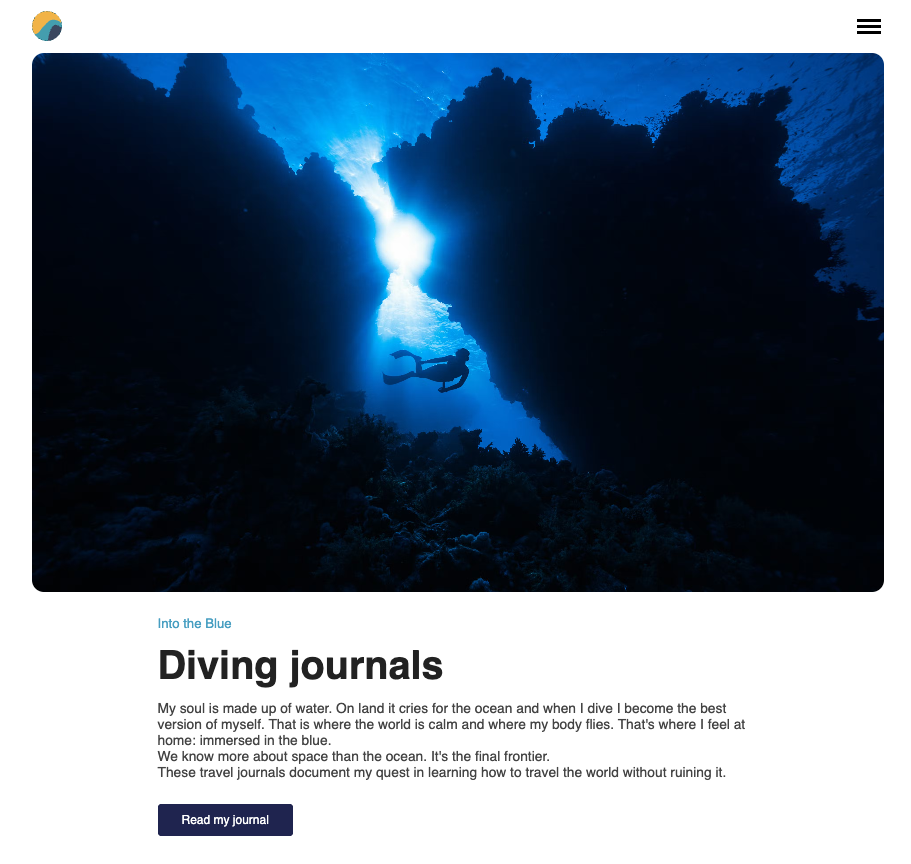 Into the Blue
Diving journals
My soul is made up of water. On land it cries for the ocean and when I dive I become the best
version of myself. That is where the world is calm and where my body flies. That's where I feel at
home: immersed in the blue.
We know more about space than the ocean. It's the final frontier.
These travel journals document my quest in learning how to travel the world without ruining it.
Read my journal